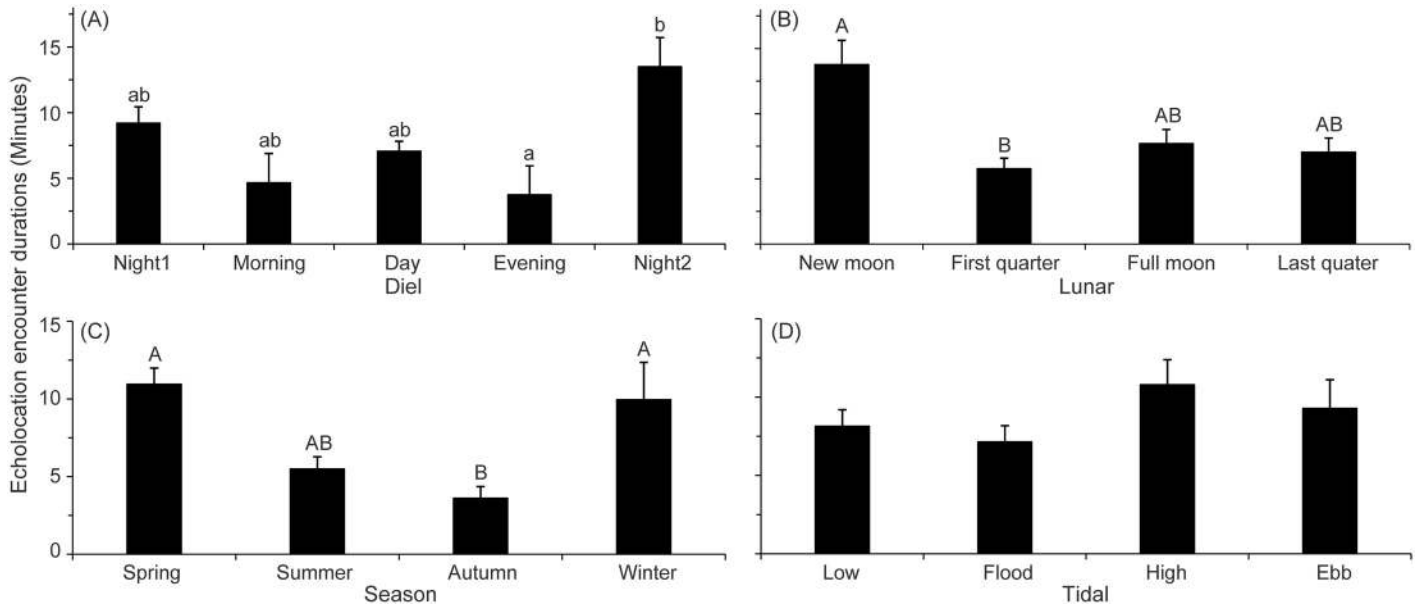 Echolocation encounter durations (Minutes)
(A)
15
10
5
0
ab
ab
ab
a
b
Night1 Morning Day Evening Night2
Diel
(B)
A
B
AB
AB
New moon First quarter Full moon Last quater
Lunar
(C)
15
10
5
0
A
AB
B
A
Spring Summer Autumn Winter
Season
(D)
Low Flood High Ebb
Tidal